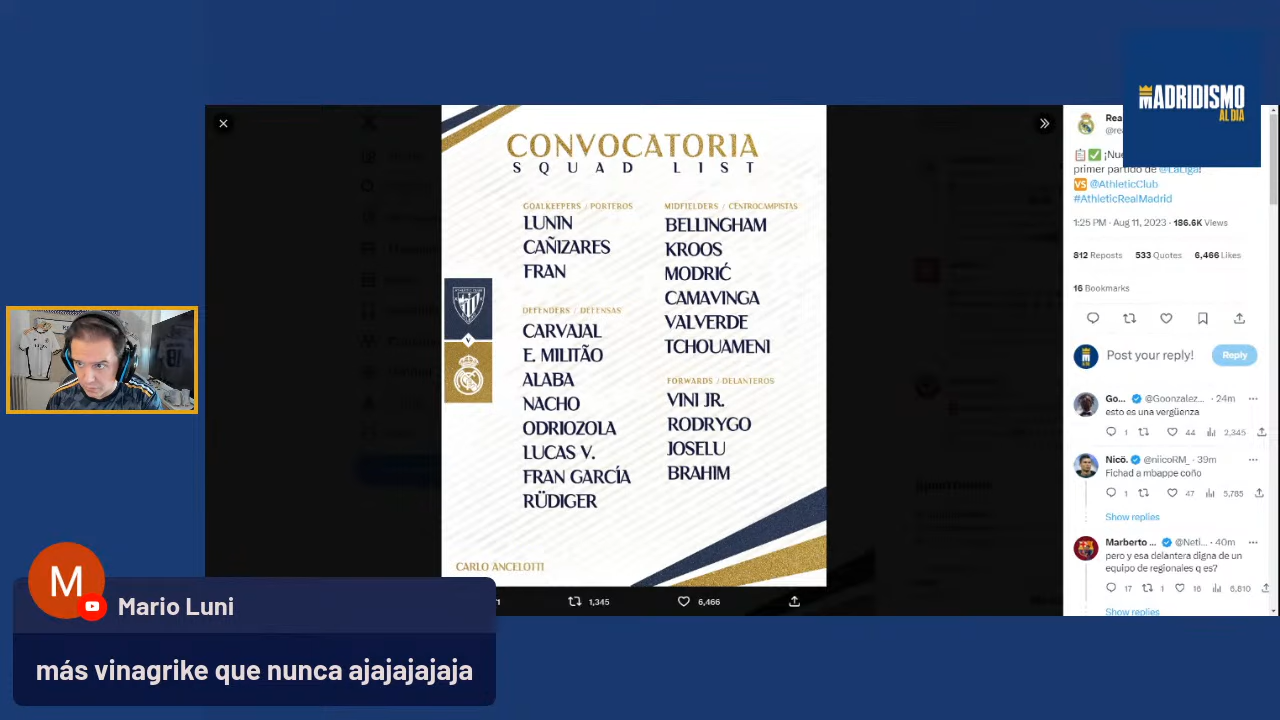 CONVOCATORIA
SQUAD LIST
GOALKEEPERS / PORTEROS
LUNIN
CAÑIZARES
FRAN
DEFENDERS / DEFENSAS
CARVAJAL
E. MILITÃO
ALABA
NACHO
ODRIOZOLA
LUCAS V.
FRAN GARCÍA
RÜDIGER
MIDFIELDERS / CENTROCAMPISTAS
BELLINGHAM
KROOS
MODRIĆ
CAMAVINGA
VALVERDE
TCHOUAMENI
FORWARDS / DELANTEROS
VINI JR.
RODRYGO
JOSELU
BRAHIM
V
CARLO ANCELOTTI
1,345
6,466
MADRIDISMO
AL DIA
primer partido de @LaLiga!
VS @AthleticClub
#AthleticRealMadrid
1:25 PM · Aug 11, 2023 · 186.6K Views
812 Reposts 533 Quotes 6,466 Likes
16 Bookmarks
Post your reply!
Reply
Go... @Goonzalez... · 24m
esto es una vergüenza
1 44 2,345
Nicö. @niicoRM_ · 39m
Fichad a mbappe coño
1 47 5,785
Show replies
Marberto ... @Neti... · 40m
pero y esa delantera digna de un
equipo de regionales q es?
17 1 16 6,810
Show replies
M
Mario Luni
más vinagrike que nunca ajajajajaja